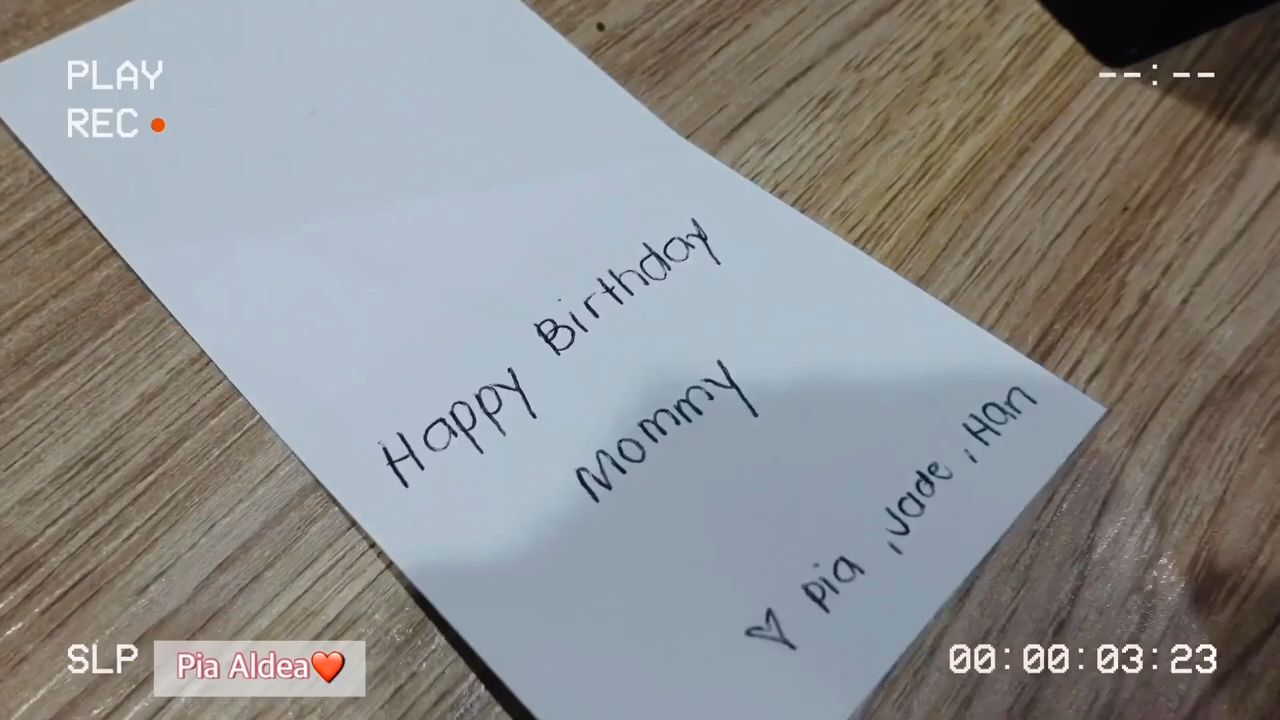 PLAY
--:--
REC
Happy Birthday
Mommy
♡ pia , Jade , Han
SLP
Pia Aldea❤️
00:00:03:23